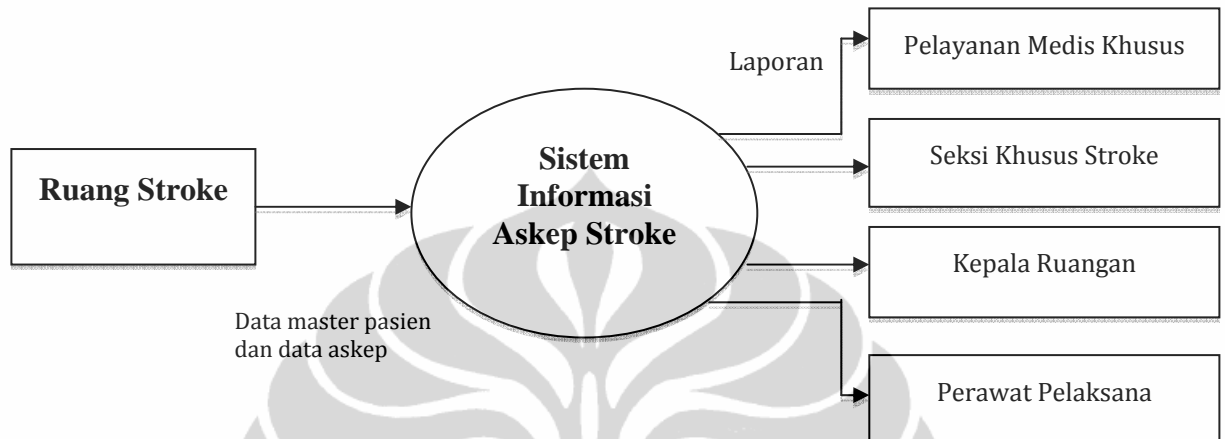 Ruang Stroke
Data master pasien
dan data askep
Sistem
Informasi
Askep Stroke
Laporan
Pelayanan Medis Khusus
Seksi Khusus Stroke
Kepala Ruangan
Perawat Pelaksana